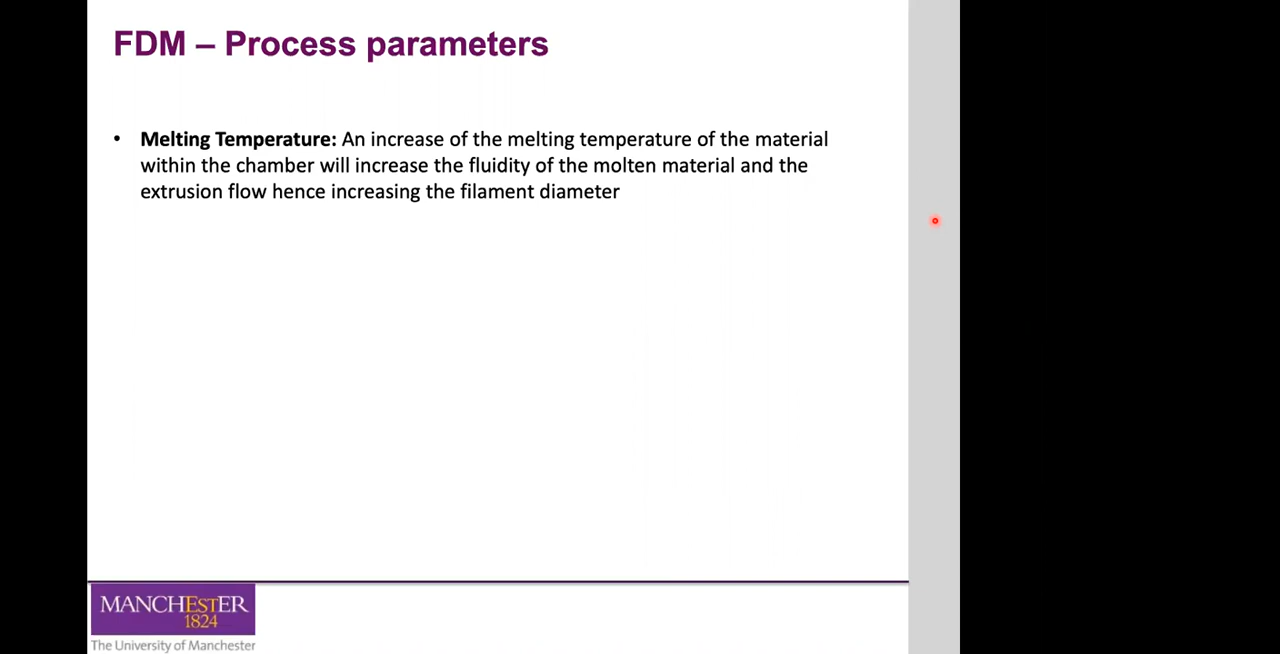 FDM – Process parameters
• Melting Temperature: An increase of the melting temperature of the material
within the chamber will increase the fluidity of the molten material and the
extrusion flow hence increasing the filament diameter
MANCHESTER
1824
The University of Manchester